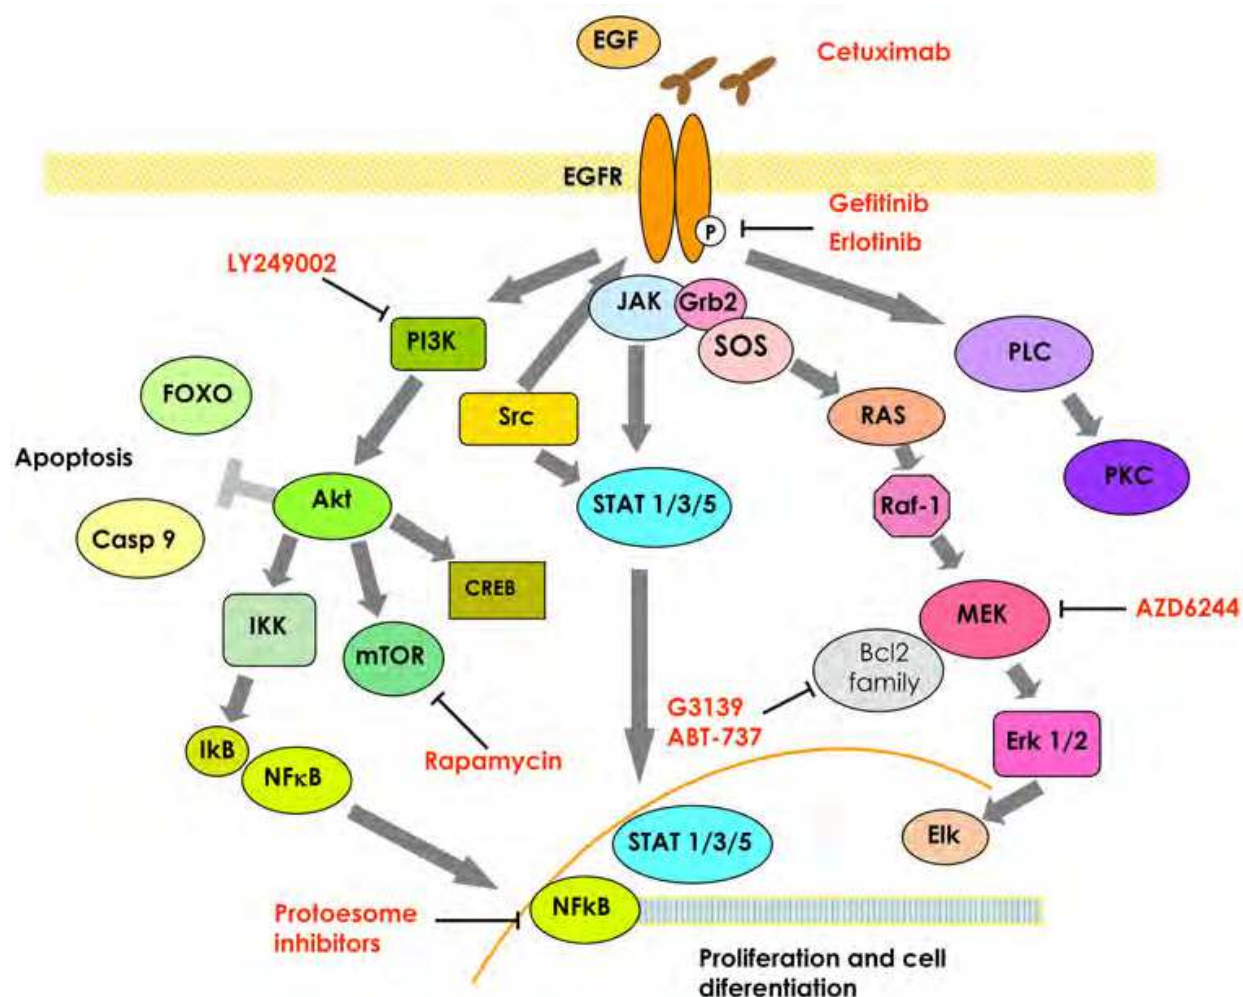 EGF
Cetuximab
EGFR
Gefitinib
Erlotinib
P
LY249002
JAK
Grb2
SOS
PI3K
PLC
FOXO
Src
RAS
Apoptosis
PKC
Akt
STAT 1/3/5
Raf-1
Casp 9
CREB
IKK
MEK
AZD6244
mTOR
Bcl2
family
G3139
ABT-737
Erk 1/2
IkB
NFκB
Rapamycin
STAT 1/3/5
Elk
NFkB
Protoesome
inhibitors
Proliferation and cell
diferentiation